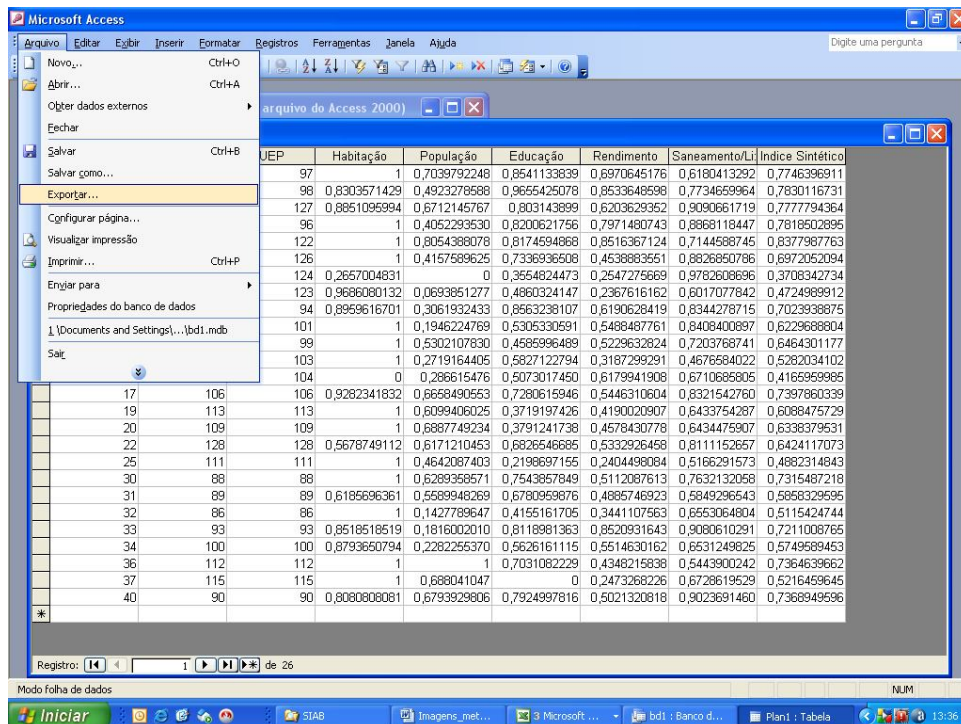 Microsoft Access
Arquivo Editar Exibir Inserir Formatar Registros Ferramentas Janela Ajuda Digite uma pergunta
Novo... Ctrl+O
Abrir... Ctrl+A
Obter dados externos
Fechar
Salvar Ctrl+B
Salvar como...
Exportar...
Configurar página...
Visualizar impressão
Imprimir... Ctrl+P
Enviar para
Propriedades do banco de dados
1 \Documents and Settings\...\bd1.mdb
Sair
arquivo do Access 2000)
UEP Habitação População Educação Rendimento Saneamento/Li: Indice Sintético
97 1 0,7039792248 0,8541133839 0,6970645176 0,6180413292 0,7746396911
98 0,8303571429 0,4923278588 0,9655425078 0,8533648598 0,7734659964 0,7830116731
127 0,8851095994 0,6712145767 0,803143899 0,6203629352 0,9090661719 0,7777794364
96 1 0,4052293530 0,8200621756 0,7971480743 0,8868118447 0,7818502895
122 1 0,8054388078 0,8174594868 0,8516367124 0,7144588745 0,8377987763
126 1 0,4157589625 0,7336936508 0,4538883551 0,8826850786 0,6972052094
124 0,2657004831 0 0,3554824473 0,2547275669 0,9782608696 0,3708342734
123 0,9686080132 0,0693851277 0,4860324147 0,2367616162 0,6017077842 0,4724989912
94 0,8959616701 0,3061932433 0,8563238107 0,6190628419 0,8344278715 0,7023938875
101 1 0,1946224769 0,5305330591 0,5488487761 0,8408400897 0,6229688804
99 1 0,5302107830 0,4585996489 0,5229632824 0,7203768741 0,6464301177
103 1 0,2719164405 0,5827122794 0,3187299291 0,4676584022 0,5282034102
104 0 0,286615476 0,5073017450 0,6179941908 0,6710685805 0,4165959985
17 106 106 0,9282341832 0,6658490553 0,7280615946 0,5446310604 0,8321542760 0,7397860339
19 113 113 1 0,6099406025 0,3719197426 0,4190020907 0,6433754287 0,6088475729
20 109 109 1 0,6887749234 0,3791241738 0,4578430778 0,6434475907 0,6338379531
22 128 128 0,5678749112 0,6171210453 0,6826546685 0,5332926458 0,8111152657 0,6424117073
25 111 111 1 0,4642087403 0,2198697155 0,2404498084 0,5166291573 0,4882314843
30 88 88 1 0,6289358571 0,7543857849 0,5112087613 0,7632132058 0,7315487218
31 89 89 0,6185696361 0,5589948269 0,6780959876 0,4885746923 0,5849296543 0,5858329595
32 86 86 1 0,1427789647 0,4155161705 0,3441107563 0,6553064804 0,5115424744
33 93 93 0,8518518519 0,1816002010 0,8118981363 0,8520931643 0,9080610291 0,7211008765
34 100 100 0,8793650794 0,2282255370 0,5626161115 0,5514630162 0,6531249825 0,5749589453
36 112 112 1 1 0,7031082229 0,4348215838 0,5443900242 0,7364639662
37 115 115 1 0,688041047 0 0,2473268226 0,6728619529 0,5216459645
40 90 90 0,8080808081 0,6793929806 0,7924997816 0,5021320818 0,9023691460 0,7368949596
Registro: 1 de 26
Modo folha de dados NUM
Iniciar SIAB Imagens_met... 3 Microsoft ... bd1 : Banco d... Plan1 : Tabela 13:36